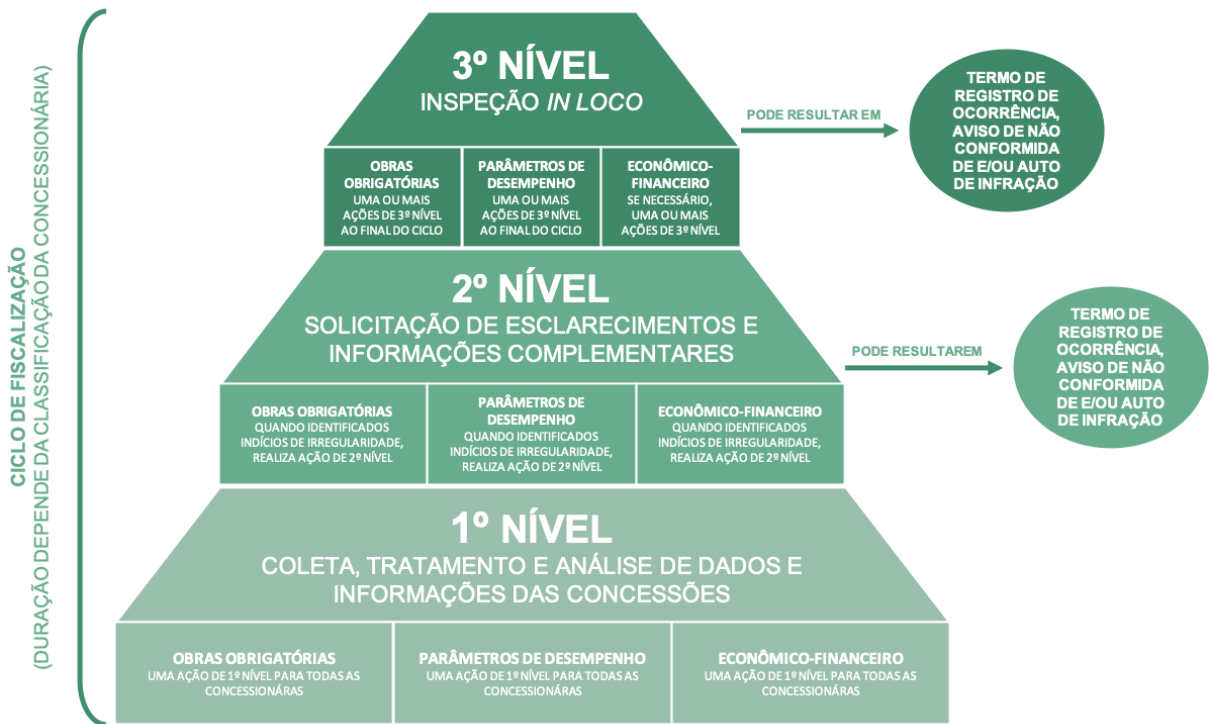 CICLO DE FISCALIZAÇÃO
(DURAÇÃO DEPENDE DA CLASSIFICAÇÃO DA CONCESSIONÁRIA)
3º NÍVEL
INSPEÇÃO IN LOCO
PODE RESULTAR EM
TERMO DE
REGISTRO DE
OCORRÊNCIA,
AVISO DE NÃO
CONFORMIDA
DE E/OU AUTO
DE INFRAÇÃO
OBRAS
OBRIGATÓRIAS
UMA OU MAIS
AÇÕES DE 3º NÍVEL
AO FINAL DO CICLO
PARÂMETROS DE
DESEMPENHO
UMA OU MAIS
AÇÕES DE 3º NÍVEL
AO FINAL DO CICLO
ECONÔMICO-
FINANCEIRO
SE NECESSÁRIO,
UMA OU MAIS
AÇÕES DE 3º NÍVEL
2º NÍVEL
SOLICITAÇÃO DE ESCLARECIMENTOS E
INFORMAÇÕES COMPLEMENTARES
PODE RESULTAREM
TERMO DE
REGISTRO DE
OCORRÊNCIA,
AVISO DE NÃO
CONFORMIDA
DE E/OU AUTO
DE INFRAÇÃO
OBRAS OBRIGATÓRIAS
QUANDO IDENTIFICADOS
INDÍCIOS DE IRREGULARIDADE,
REALIZA AÇÃO DE 2º NÍVEL
PARÂMETROS DE
DESEMPENHO
QUANDO IDENTIFICADOS
INDÍCIOS DE IRREGULARIDADE,
REALIZA AÇÃO DE 2º NÍVEL
ECONÔMICO-FINANCEIRO
QUANDO IDENTIFICADOS
INDÍCIOS DE IRREGULARIDADE,
REALIZA AÇÃO DE 2º NÍVEL
1º NÍVEL
COLETA, TRATAMENTO E ANÁLISE DE DADOS E
INFORMAÇÕES DAS CONCESSÕES
OBRAS OBRIGATÓRIAS
UMA AÇÃO DE 1º NÍVEL PARA TODAS AS
CONCESSIONÁRAS
PARÂMETROS DE DESEMPENHO
UMA AÇÃO DE 1º NÍVEL PARA TODAS AS
CONCESSIONÁRAS
ECONÔMICO-FINANCEIRO
UMA AÇÃO DE 1º NÍVEL PARA TODAS AS
CONCESSIONÁRAS